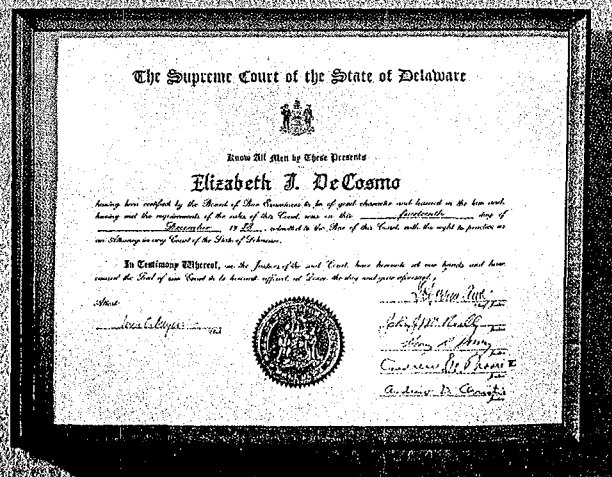 The Supreme Court of the State of Delaware
Know All Men by These Presents
Elizabeth J. DeCosmo
having been certified by the Board of Bar Examiners to be of good character and learned in the law and
having met the requirements of the rules of this Court, was on this fourteenth day of
December 19 admitted to the Bar of this Court, with the right to practice as
an Attorney in any Court of the State of Delaware.
In Testimony Whereof, we the Justices of the said Court, have hereunto set our hands and have
caused the Seal of said Court to be hereunto affixed, at Dover, the day and year aforesaid.
Attest: